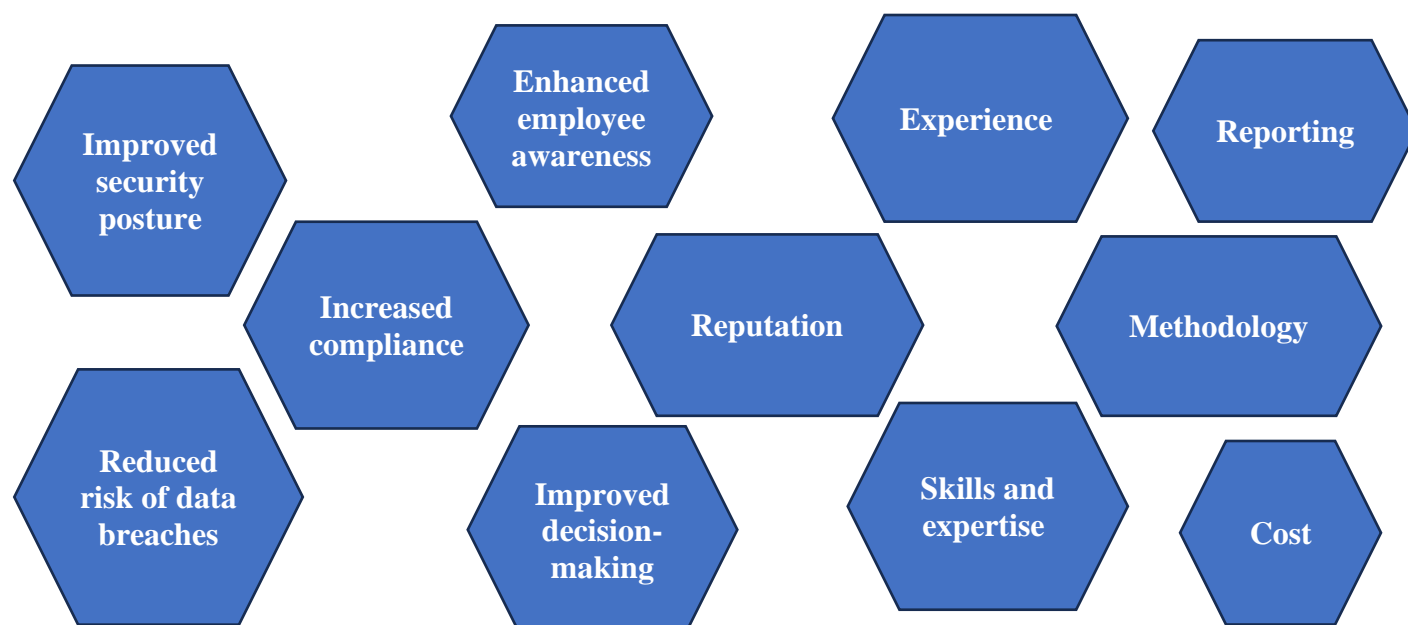 Improved
security
posture
Enhanced
employee
awareness
Experience
Reporting
Increased
compliance
Reputation
Methodology
Reduced
risk of data
breaches
Improved
decision-
making
Skills and
expertise
Cost